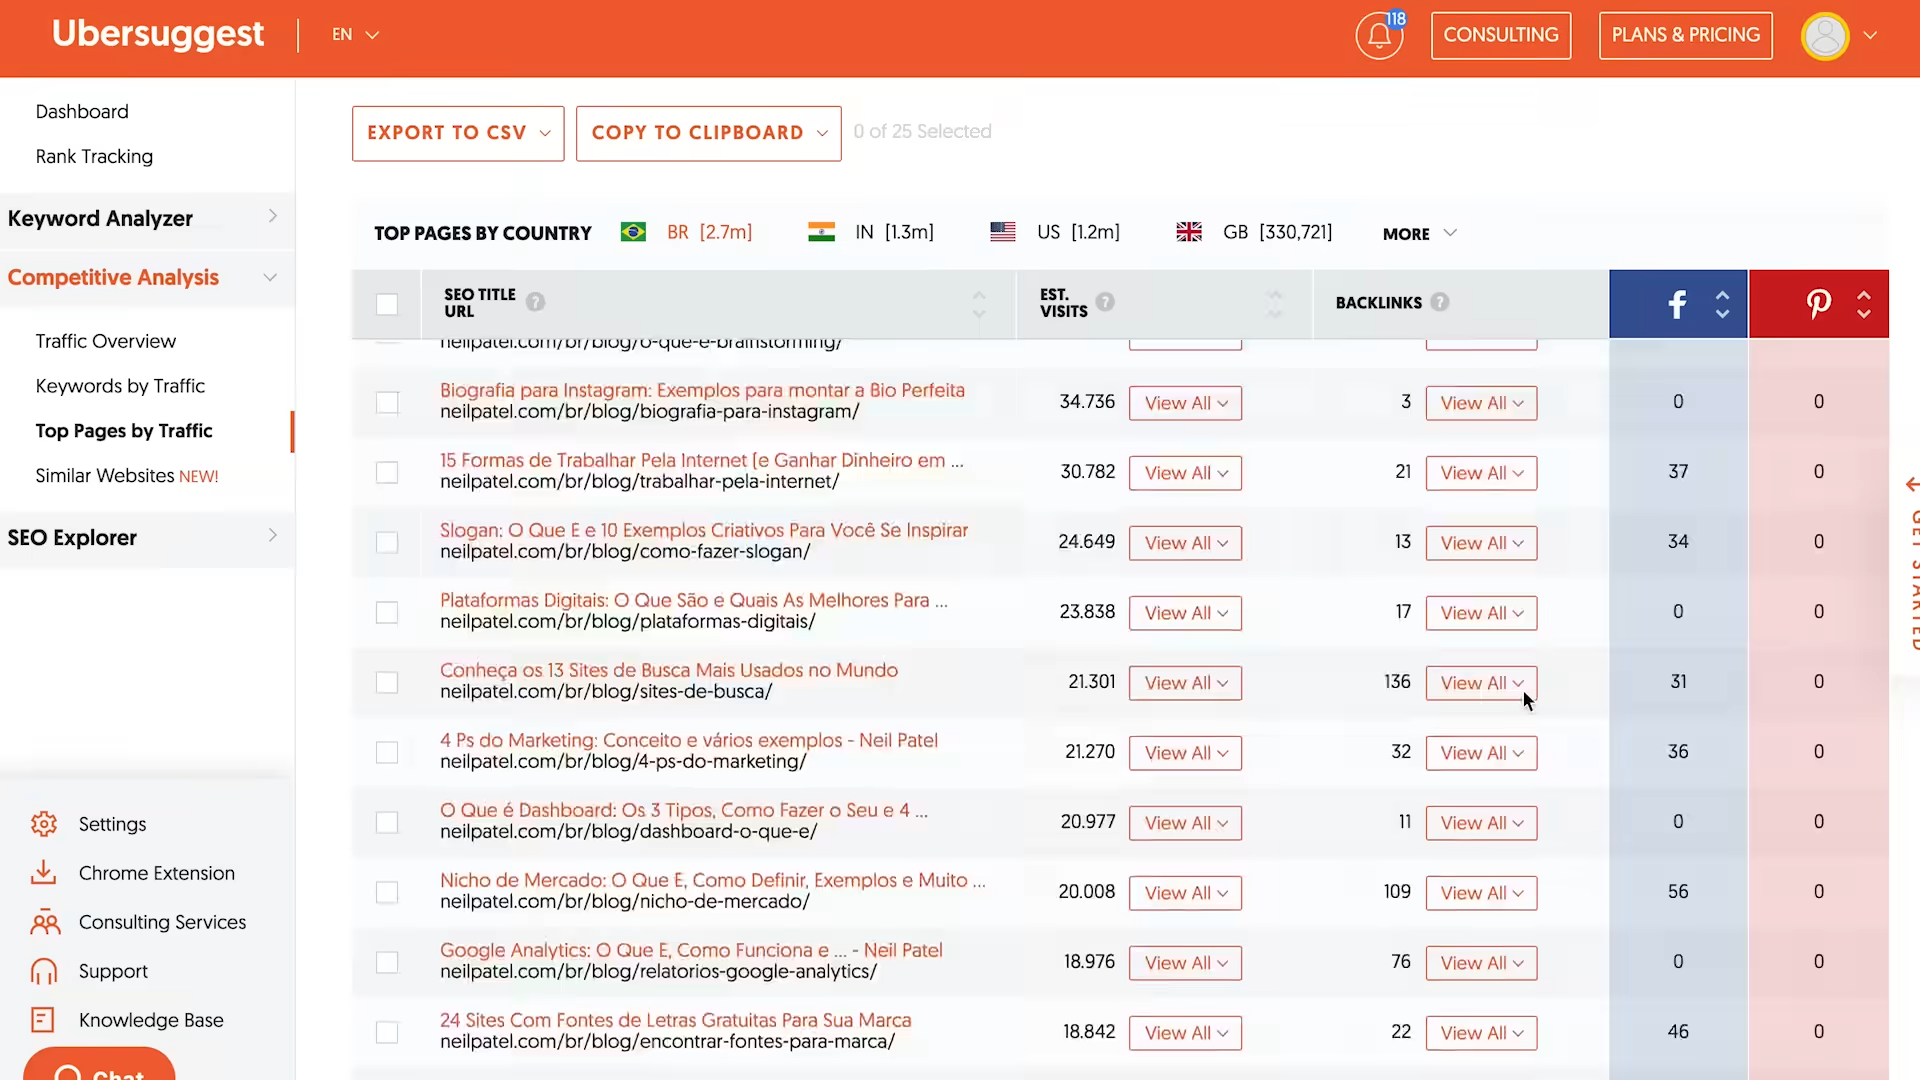 Ubersuggest
EN
118
CONSULTING
PLANS & PRICING
Dashboard
Rank Tracking
Keyword Analyzer
Competitive Analysis
Traffic Overview
Keywords by Traffic
Top Pages by Traffic
Similar Websites NEW!
SEO Explorer
Settings
Chrome Extension
Consulting Services
Support
Knowledge Base
Chat
EXPORT TO CSV
COPY TO CLIPBOARD
0 of 25 Selected
TOP PAGES BY COUNTRY BR [2.7m] IN [1.3m] US [1.2m] GB [330,721] MORE
SEO TITLE ?
URL
EST. ?
VISITS
BACKLINKS ?
neilpatel.com/br/blog/o-que-e-brainstorming/
Biografia para Instagram: Exemplos para montar a Bio Perfeita
neilpatel.com/br/blog/biografia-para-instagram/
34.736 View All 3 View All 0 0
15 Formas de Trabalhar Pela Internet (e Ganhar Dinheiro em ...
neilpatel.com/br/blog/trabalhar-pela-internet/
30.782 View All 21 View All 37 0
Slogan: O Que E e 10 Exemplos Criativos Para Você Se Inspirar
neilpatel.com/br/blog/como-fazer-slogan/
24.649 View All 13 View All 34 0
Plataformas Digitais: O Que São e Quais As Melhores Para ...
neilpatel.com/br/blog/plataformas-digitais/
23.838 View All 17 View All 0 0
Conheça os 13 Sites de Busca Mais Usados no Mundo
neilpatel.com/br/blog/sites-de-busca/
21.301 View All 136 View All 31 0
4 Ps do Marketing: Conceito e vários exemplos - Neil Patel
neilpatel.com/br/blog/4-ps-do-marketing/
21.270 View All 32 View All 36 0
O Que é Dashboard: Os 3 Tipos, Como Fazer o Seu e 4 ...
neilpatel.com/br/blog/dashboard-o-que-e/
20.977 View All 11 View All 0 0
Nicho de Mercado: O Que E, Como Definir, Exemplos e Muito ...
neilpatel.com/br/blog/nicho-de-mercado/
20.008 View All 109 View All 56 0
Google Analytics: O Que E, Como Funciona e ... - Neil Patel
neilpatel.com/br/blog/relatorios-google-analytics/
18.976 View All 76 View All 0 0
24 Sites Com Fontes de Letras Gratuitas Para Sua Marca
neilpatel.com/br/blog/encontrar-fontes-para-marca/
18.842 View All 22 View All 46 0
GET STARTED